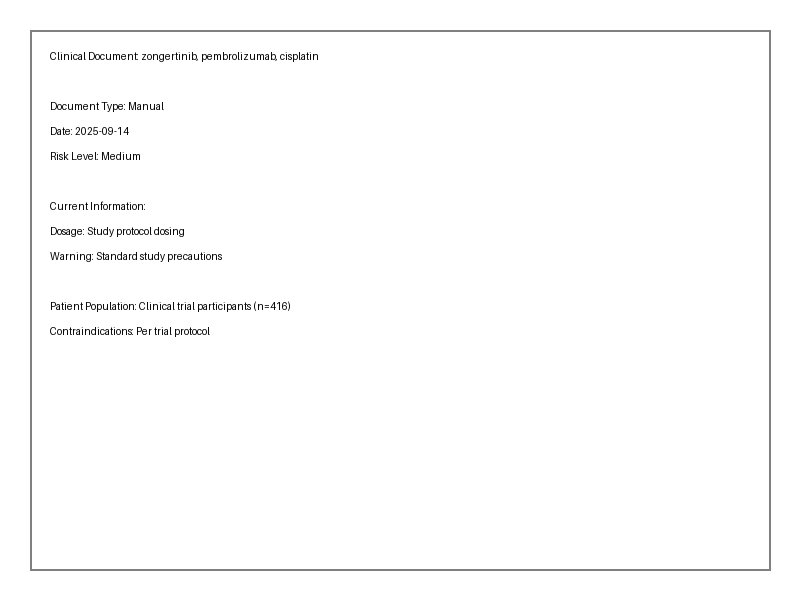 Clinical Document: zongertinib, pembrolizumab, cisplatin
Document Type: Manual
Date: 2025-09-14
Risk Level: Medium
Current Information:
Dosage: Study protocol dosing
Warning: Standard study precautions
Patient Population: Clinical trial participants (n=416)
Contraindications: Per trial protocol